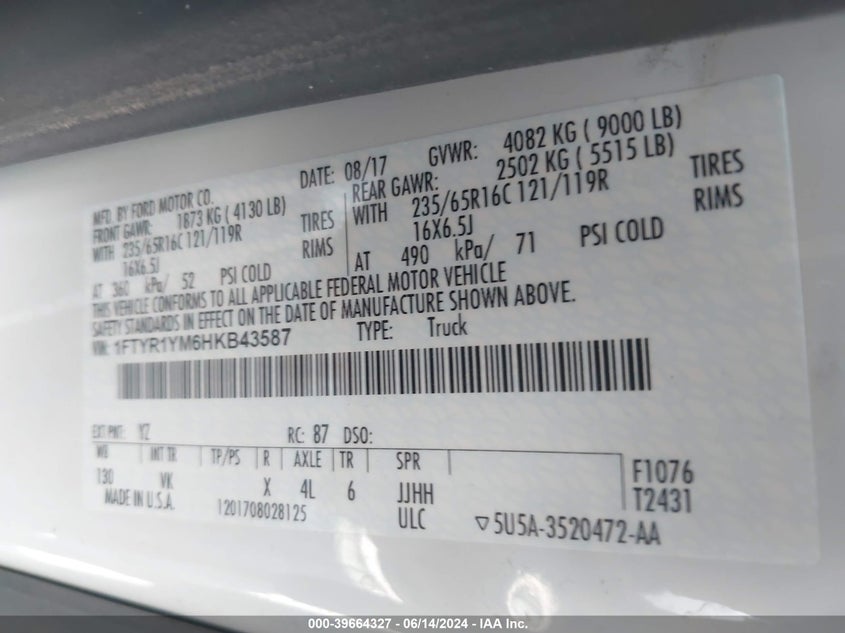 MFD. BY FORD MOTOR CO.
DATE: 08/17
GVWR: 4082 KG ( 9000 LB)
FRONT GAWR: 1873 KG ( 4130 LB)
REAR GAWR: 2502 KG ( 5515 LB)
WITH 235/65R16C 121/119R TIRES
WITH 235/65R16C 121/119R TIRES
16X6.5J RIMS
16X6.5J RIMS
AT 360 kPa/ 52 PSI COLD
AT 490 kPa/ 71 PSI COLD
THIS VEHICLE CONFORMS TO ALL APPLICABLE FEDERAL MOTOR VEHICLE
SAFETY STANDARDS IN EFFECT ON THE DATE OF MANUFACTURE SHOWN ABOVE.
VIN: 1FTYR1YM6HKB43587
TYPE: Truck
EXT PNT: YZ RC: 87 DSO:
WB INT TR TP/PS R AXLE TR SPR
130 VK X 4L 6 JJHH
F1076
T2431
MADE IN U.S.A. 1201708028125 ULC ▽5U5A-3520472-AA
000-39664327 - 06/14/2024 - IAA Inc.